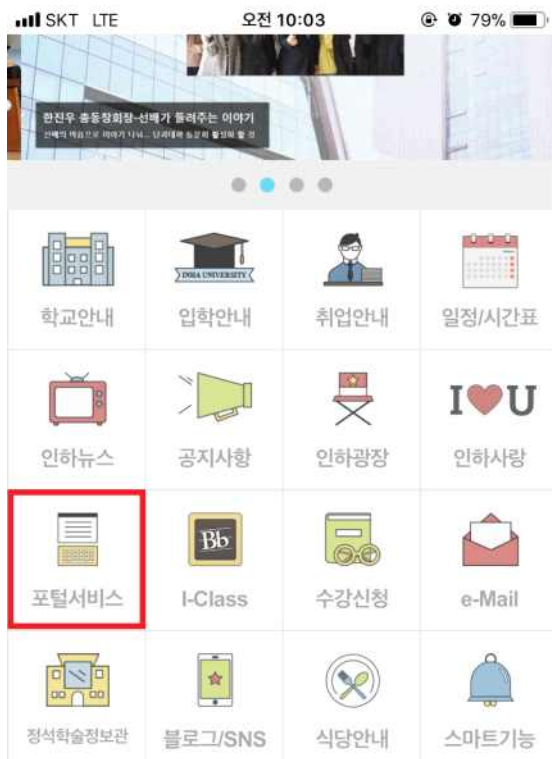 SKT LTE 오전 10:03 79%
한진우 총동창회장-선배가 들려주는 이야기
학교안내 입학안내 취업안내 일정/시간표
INHA UNIVERSITY
인하뉴스 공지사항 인하광장 인하사랑
I U
포털서비스 I-Class 수강신청 e-Mail
Bb
정석학술정보관 블로그/SNS 식당안내 스마트기능